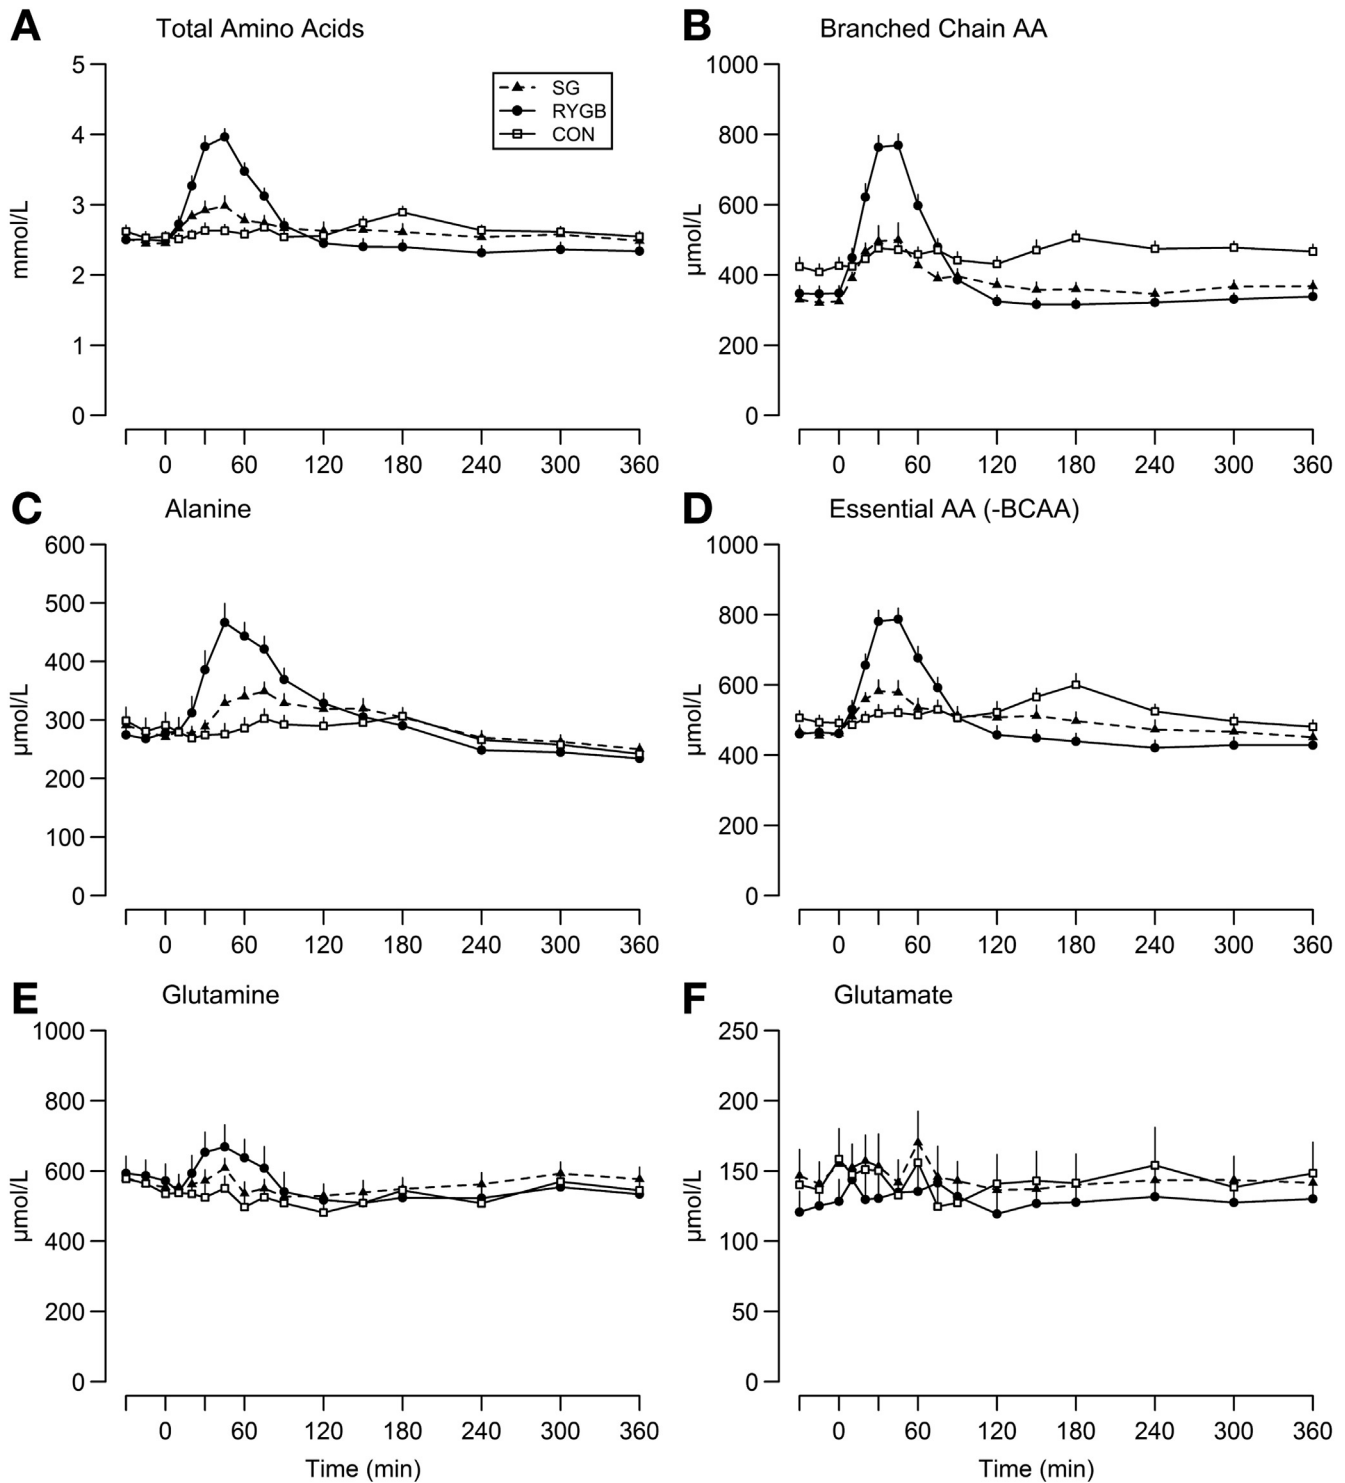 A Total Amino Acids
5
4
3
2
1
0
mmol/L
SG
RYGB
CON
0 60 120 180 240 300 360
B Branched Chain AA
1000
800
600
400
200
0
µmol/L
0 60 120 180 240 300 360
C Alanine
600
500
400
300
200
100
0
µmol/L
0 60 120 180 240 300 360
D Essential AA (-BCAA)
1000
800
600
400
200
0
µmol/L
0 60 120 180 240 300 360
E Glutamine
1000
800
600
400
200
0
µmol/L
0 60 120 180 240 300 360
Time (min)
F Glutamate
250
200
150
100
50
0
µmol/L
0 60 120 180 240 300 360
Time (min)